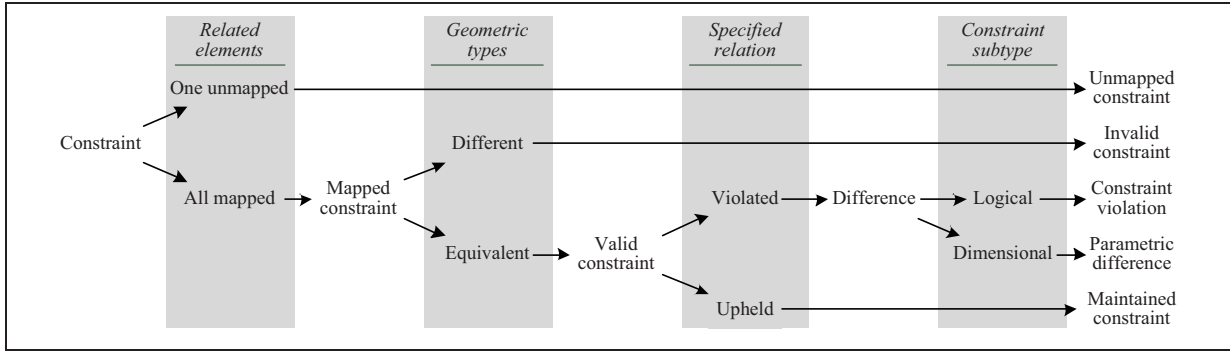 Related
elements
Geometric
types
Specified
relation
Constraint
subtype
One unmapped
Unmapped
constraint
Constraint
Different
Invalid
constraint
All mapped
Mapped
constraint
Violated
Difference
Logical
Constraint
violation
Equivalent
Valid
constraint
Dimensional
Parametric
difference
Upheld
Maintained
constraint